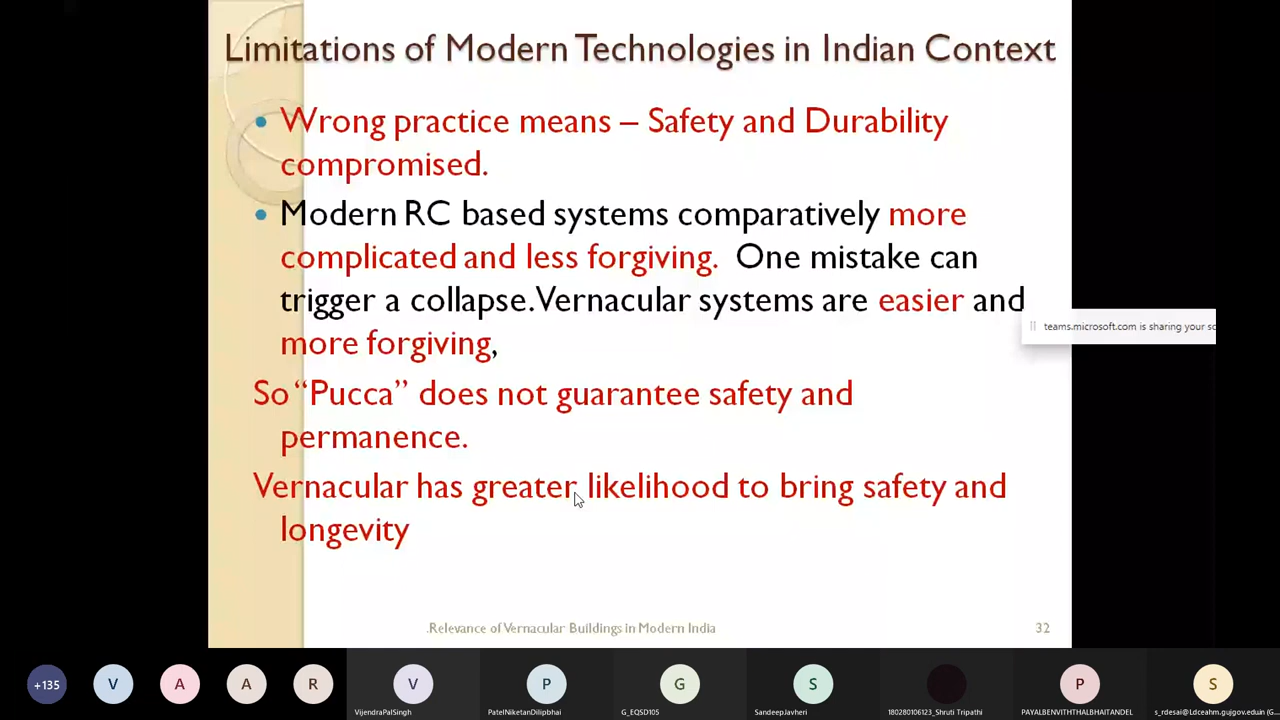 Limitations of Modern Technologies in Indian Context
• Wrong practice means – Safety and Durability
compromised.
• Modern RC based systems comparatively more
complicated and less forgiving. One mistake can
trigger a collapse. Vernacular systems are easier and
more forgiving,
So “Pucca” does not guarantee safety and
permanence.
Vernacular has greater likelihood to bring safety and
longevity
.Relevance of Vernacular Buildings in Modern India
32
teams.microsoft.com is sharing your sc
+135
V
A
A
R
V
P
G
S
P
S
VijendraPalSingh
PatelNiketanDilipbhai
G_EQSD105
SandeepJavheri
180280106123_Shruti Tripathi
PAYALBENVITHTHALBHAITANDEL
s_rdesai@Ldceahm.gujgov.eduin (G